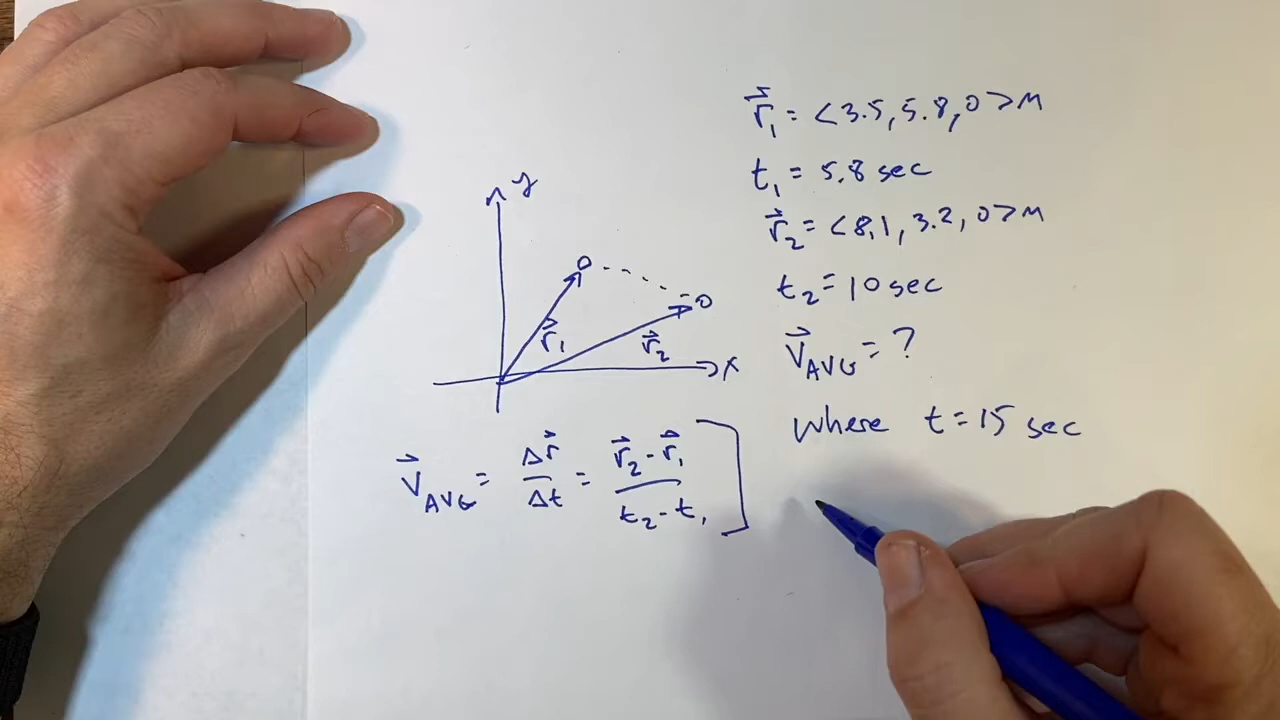 y
r⃗₁
r⃗₂
x
V⃗AVG = Δr⃗/Δt = (r⃗₂ - r⃗₁)/(t₂ - t₁)
r⃗₁ = <3.5, 5.8, 0> M
t₁ = 5.8 sec
r⃗₂ = <8,1, 3.2, 0> M
t₂ = 10 sec
V⃗AVG = ?
Where t = 15 sec